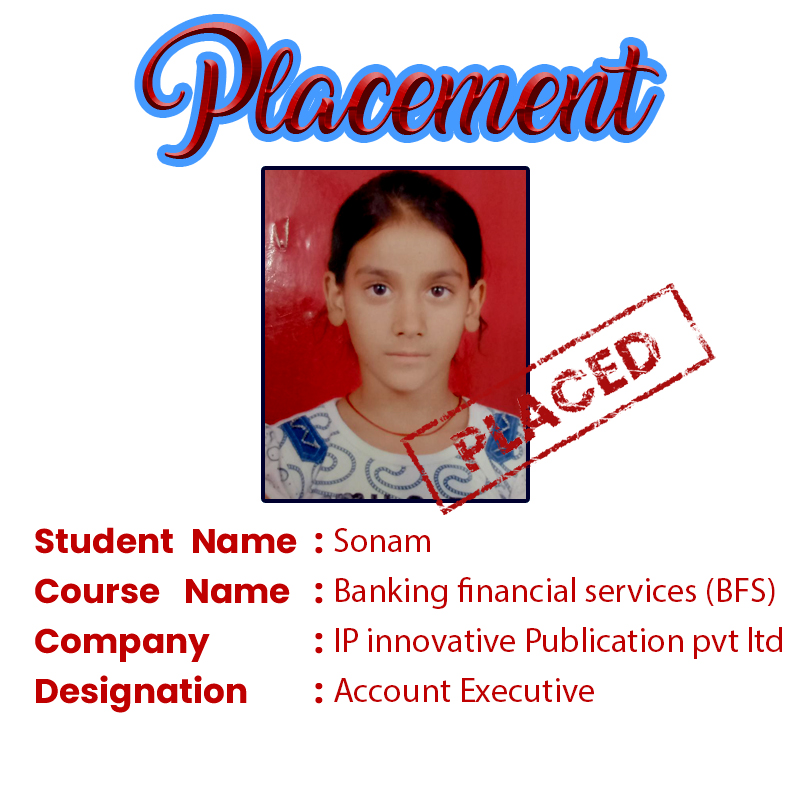 Placement
PLACED
Student Name : Sonam
Course Name : Banking financial services (BFS)
Company : IP innovative Publication pvt ltd
Designation : Account Executive